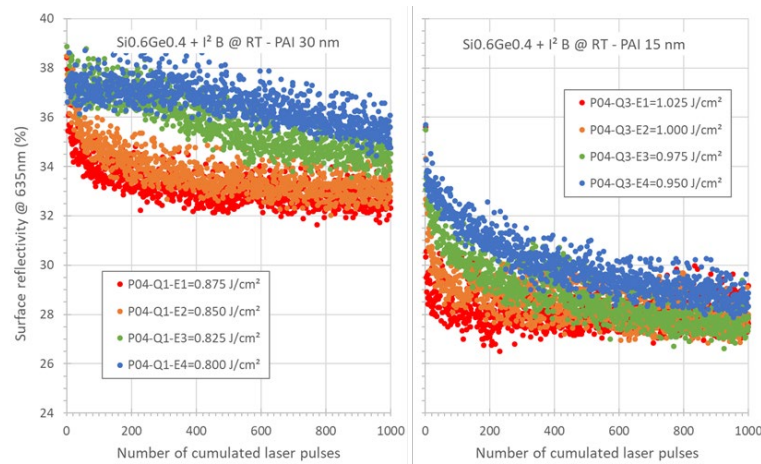 Si0.6Ge0.4 + I² B @ RT - PAI 30 nm
Surface reflectivity @ 635nm (%)
40
38
36
34
32
30
28
26
24
P04-Q1-E1=0.875 J/cm²
P04-Q1-E2=0.850 J/cm²
P04-Q1-E3=0.825 J/cm²
P04-Q1-E4=0.800 J/cm²
0 200 400 600 800 1000
Number of cumulated laser pulses
Si0.6Ge0.4 + I² B @ RT - PAI 15 nm
P04-Q3-E1=1.025 J/cm²
P04-Q3-E2=1.000 J/cm²
P04-Q3-E3=0.975 J/cm²
P04-Q3-E4=0.950 J/cm²
0 200 400 600 800 1000
Number of cumulated laser pulses